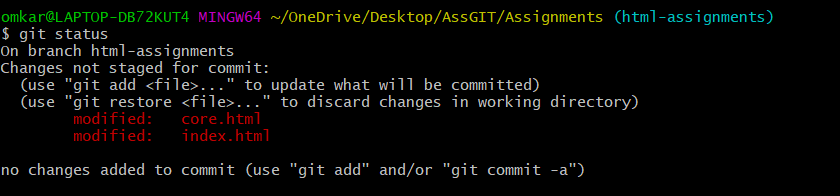 omkar@LAPTOP-DB72KUT4 MINGW64 ~/OneDrive/Desktop/AssGIT/Assignments (html-assignments)
$ git status
On branch html-assignments
Changes not staged for commit:
  (use "git add <file>..." to update what will be committed)
  (use "git restore <file>..." to discard changes in working directory)
        modified:   core.html
        modified:   index.html

no changes added to commit (use "git add" and/or "git commit -a")